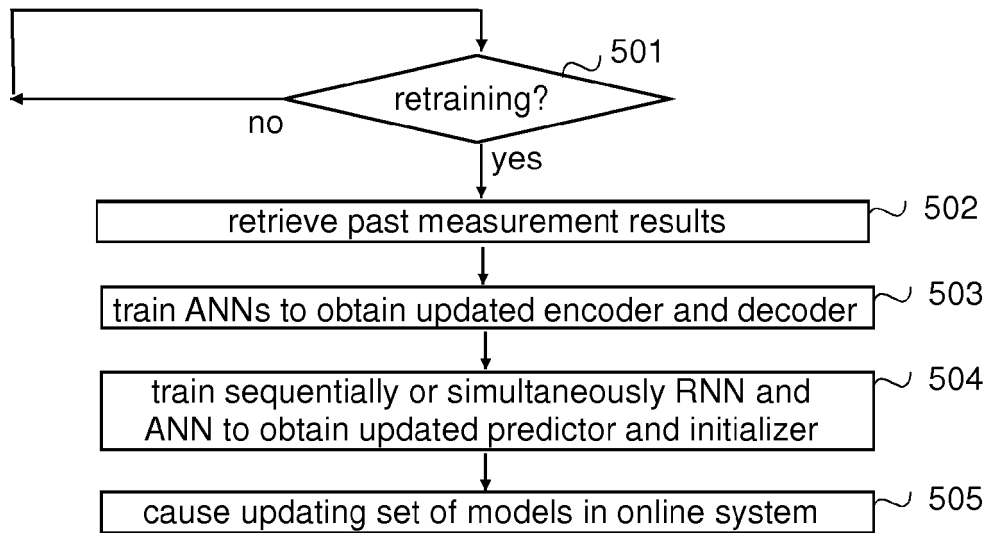 501
retraining?
no
yes
retrieve past measurement results
502
train ANNs to obtain updated encoder and decoder
503
train sequentially or simultaneously RNN and
ANN to obtain updated predictor and initializer
504
cause updating set of models in online system
505